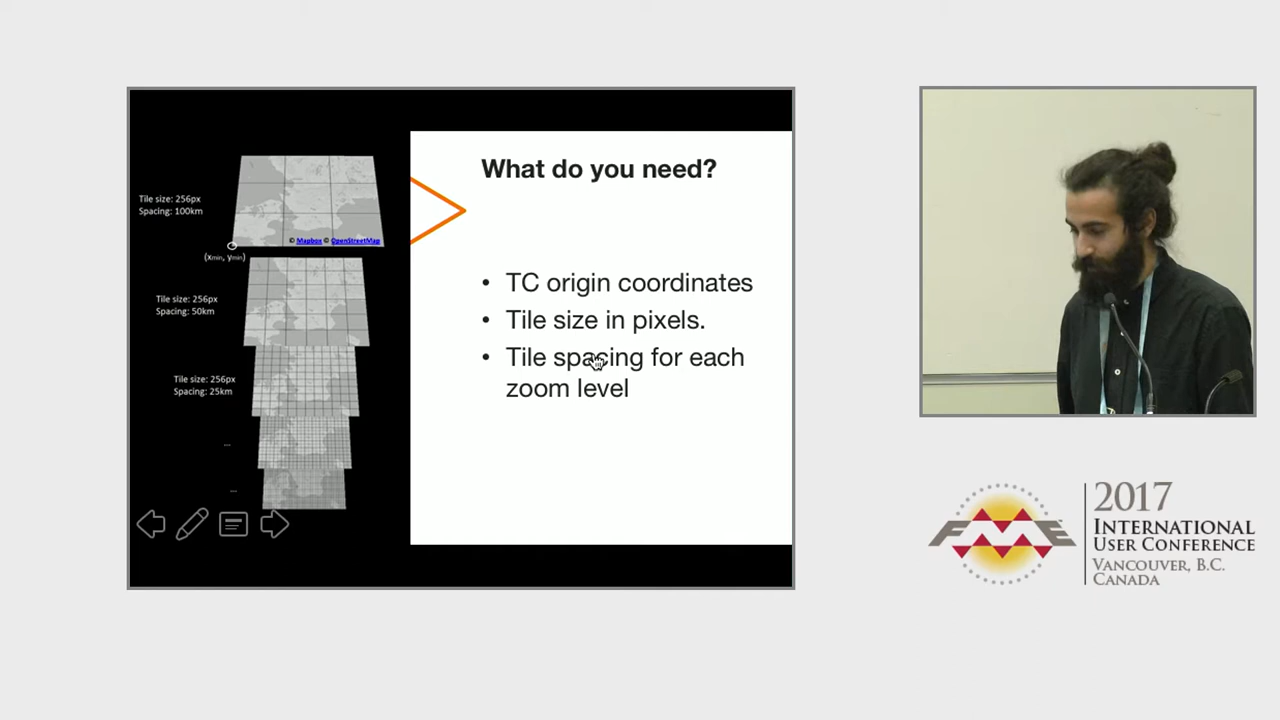 What do you need?
Tile size: 256px
Spacing: 100km
© Mapbox © OpenStreetMap
(xmin, ymin)
Tile size: 256px
Spacing: 50km
Tile size: 256px
Spacing: 25km
...
...
• TC origin coordinates
• Tile size in pixels.
• Tile spacing for each
zoom level
FME
2017
INTERNATIONAL
USER CONFERENCE
VANCOUVER, B.C.
CANADA